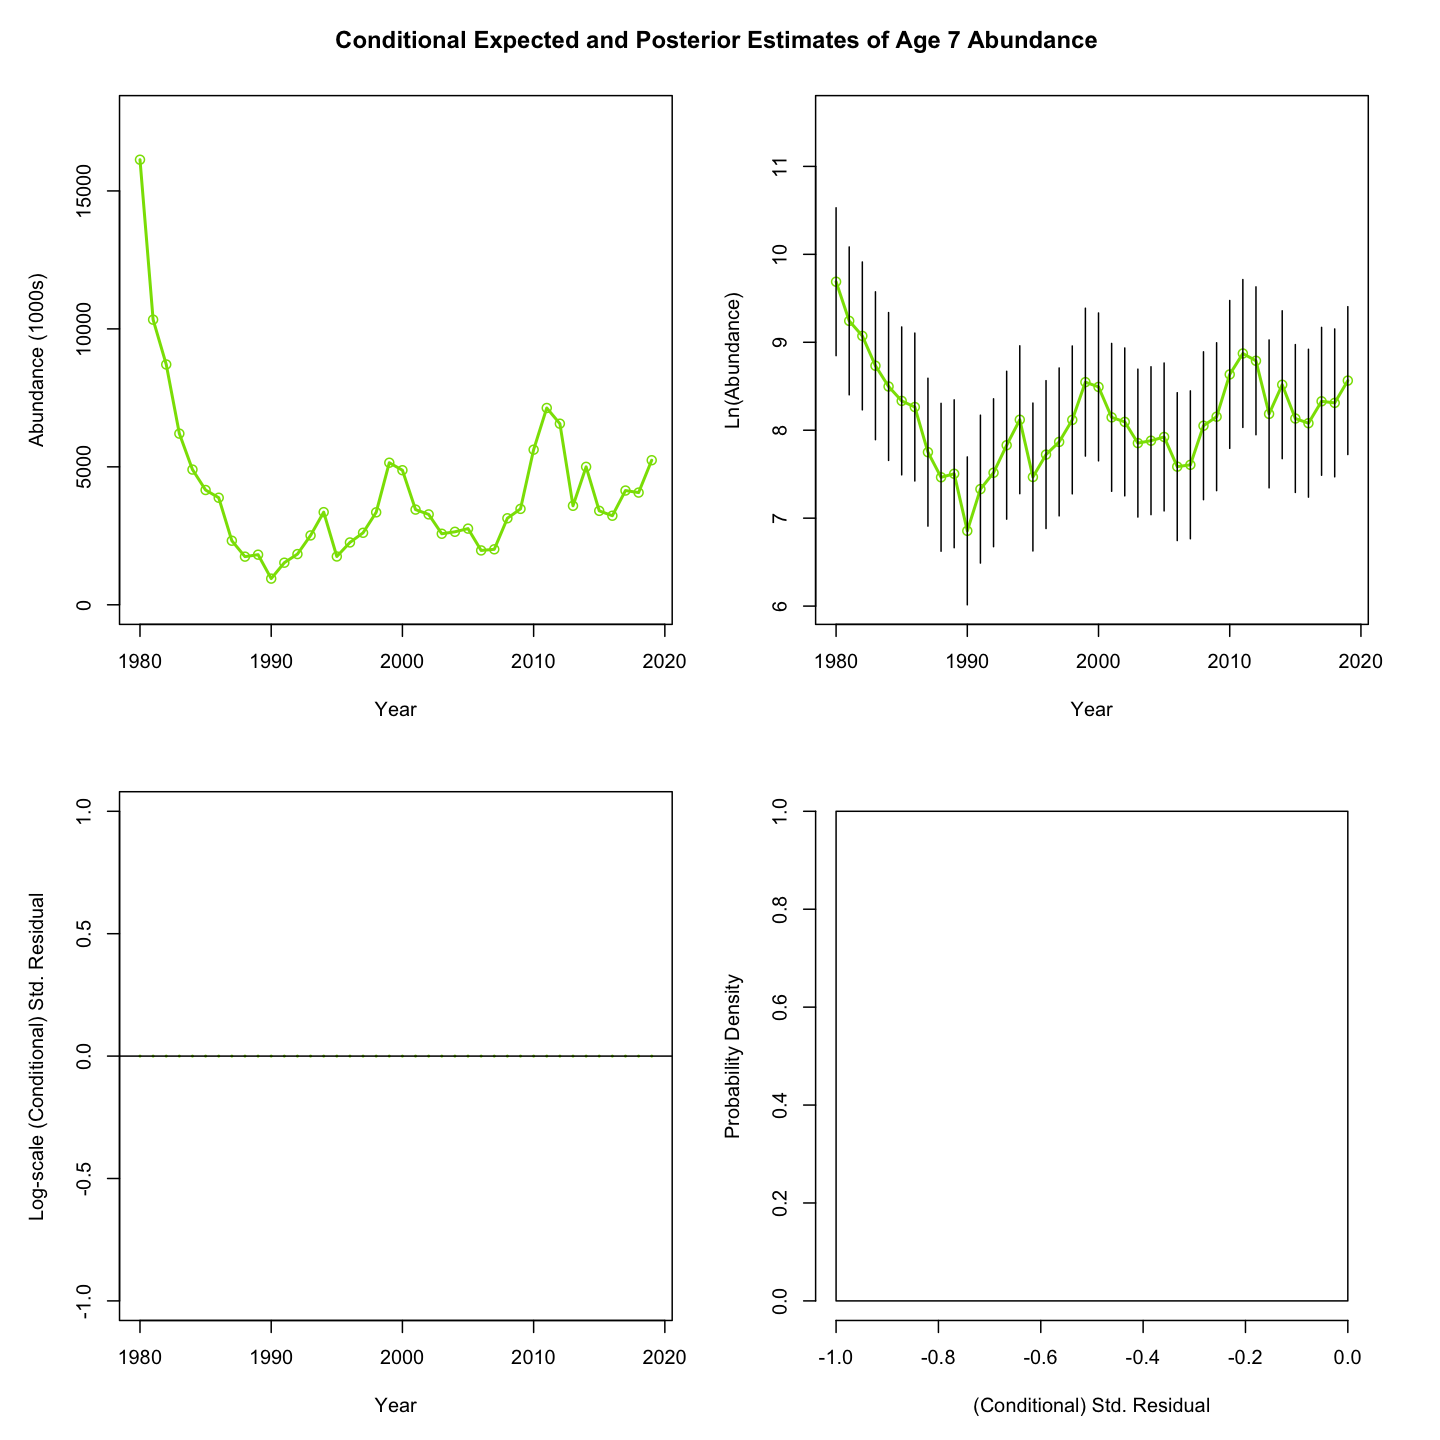 Conditional Expected and Posterior Estimates of Age 7 Abundance
Abundance (1000s)
15000
10000
5000
0
1980 1990 2000 2010 2020
Year
Ln(Abundance)
11
10
9
8
7
6
1980 1990 2000 2010 2020
Year
Log-scale (Conditional) Std. Residual
1.0
0.5
0.0
-0.5
-1.0
1980 1990 2000 2010 2020
Year
Probability Density
1.0
0.8
0.6
0.4
0.2
0.0
-1.0 -0.8 -0.6 -0.4 -0.2 0.0
(Conditional) Std. Residual